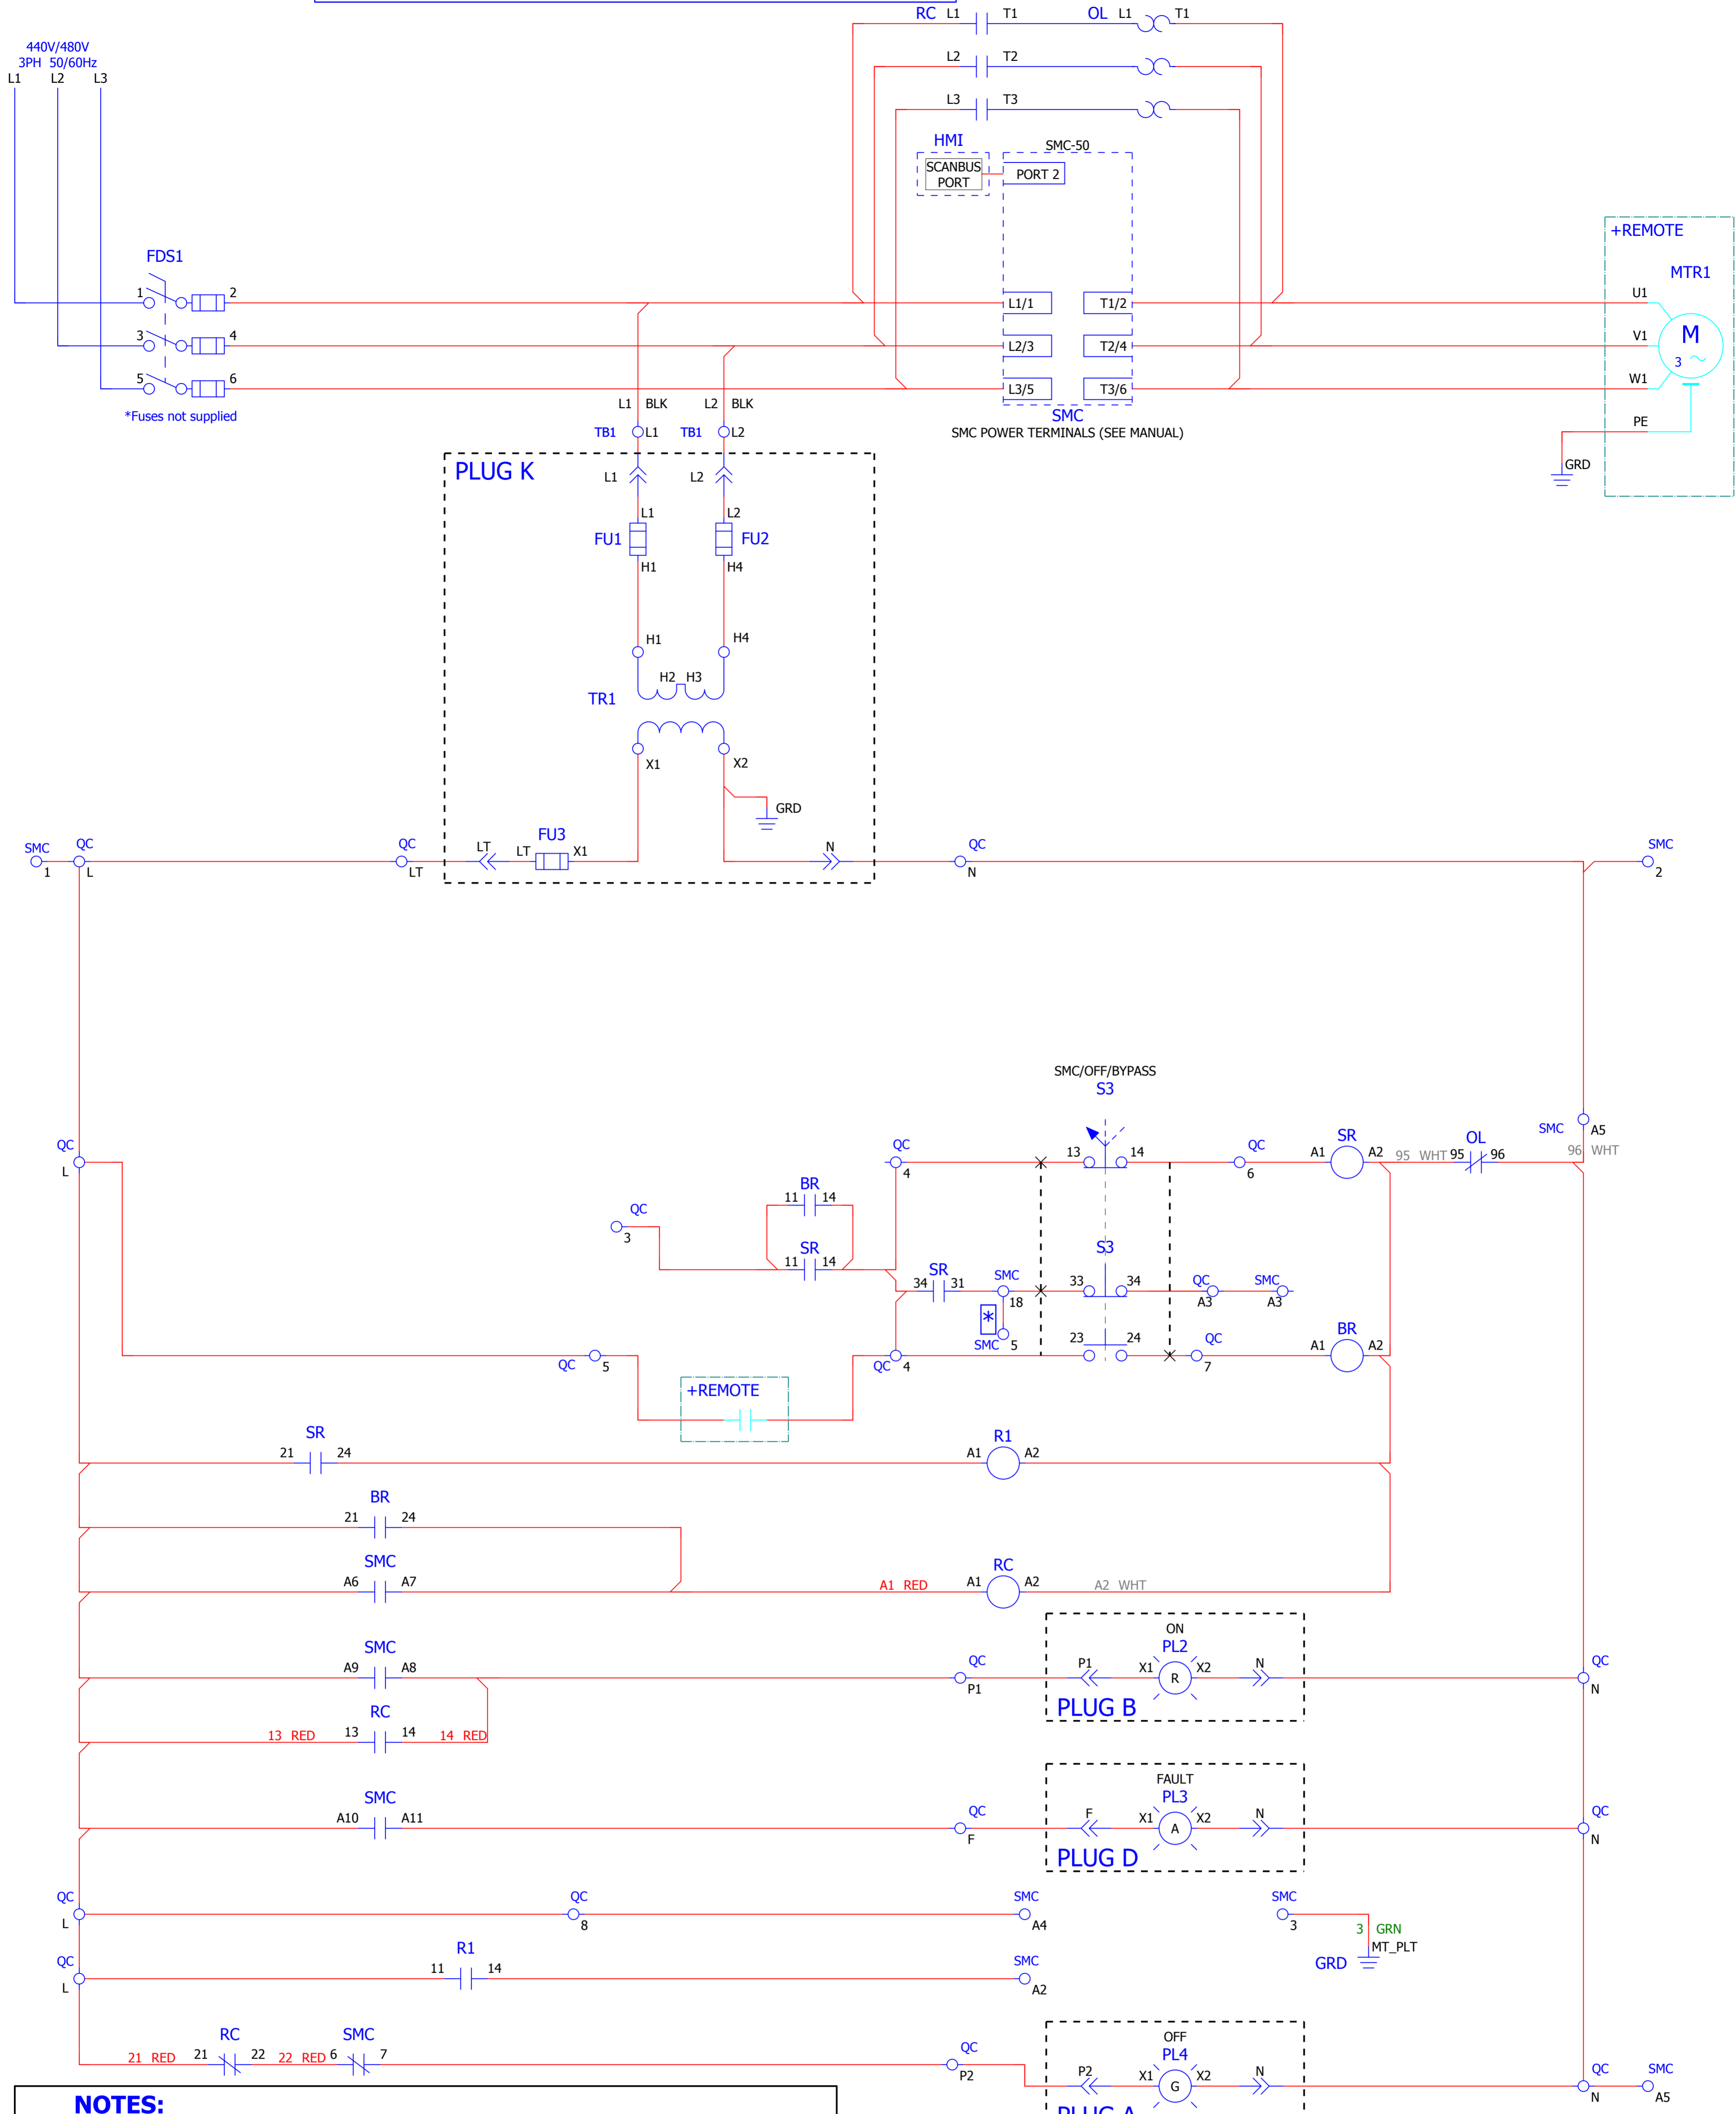 RC L1 T1 OL L1 T1
440V/480V
3PH 50/60Hz
L1 L2 L3
L2 T2
L3 T3
HMI
SMC-50
SCANBUS
PORT
PORT 2
+REMOTE
MTR1
FDS1
1 2
L1/1 T1/2
U1
3 4
L2/3 T2/4
V1
M
3
5 6
L3/5 T3/6
W1
*Fuses not supplied
L1 BLK L2 BLK
SMC
PE
TB1 L1 TB1 L2
SMC POWER TERMINALS (SEE MANUAL)
GRD
PLUG K
L1 L2
L1 L2
FU1 FU2
H1 H4
H1 H4
H2 H3
TR1
X1 X2
GRD
FU3
SMC QC QC LT LT X1 N QC SMC
1 L LT N 2
SMC/OFF/BYPASS
S3
SMC A5
QC QC 13 14 QC SR OL
L 4 6 A1 A2 95 WHT 95 96 96 WHT
BR
11 14
QC
3
SR
11 14
S3
SR
34 31 SMC 33 34 QC SMC
18 A3 A3
*
SMC 5 23 24 QC BR
QC 5 QC 4 7 A1 A2
+REMOTE
SR R1
21 24 A1 A2
BR
21 24
SMC RC
A6 A7 A1 RED A1 A2 A2 WHT
ON
SMC PL2
A9 A8 QC P1 X1 R X2 N QC
P1 N
RC PLUG B
13 RED 13 14 14 RED
FAULT
SMC PL3
A10 A11 QC F X1 A X2 N QC
F N
PLUG D
QC QC SMC SMC
L 8 A4 3
3 GRN
MT_PLT
GRD
QC R1 SMC
L 11 14 A2
OFF
RC SMC PL4
21 RED 21 22 22 RED 6 7 QC P2 X1 G X2 N QC SMC
P2 N A5
NOTES:
PLUG A